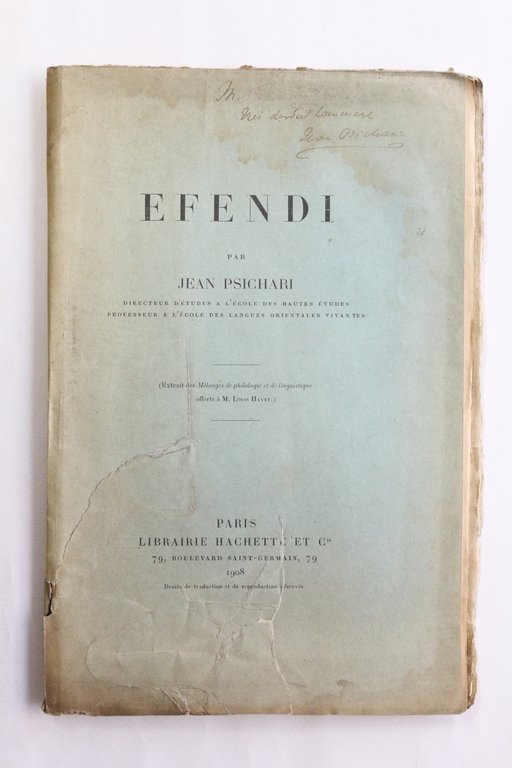 M.
hommage
Jean Psichari
EFENDI
PAR
JEAN PSICHARI
DIRECTEUR D'ÉTUDES A L'ÉCOLE DES HAUTES ÉTUDES
PROFESSEUR A L'ÉCOLE DES LANGUES ORIENTALES VIVANTES
(Extrait des Mélanges de philologie et de linguistique
offerts à M. LOUIS HAVET.)
PARIS
LIBRAIRIE HACHETTE ET Cie
79, BOULEVARD SAINT-GERMAIN, 79
1908
Droits de traduction et de reproduction réservés